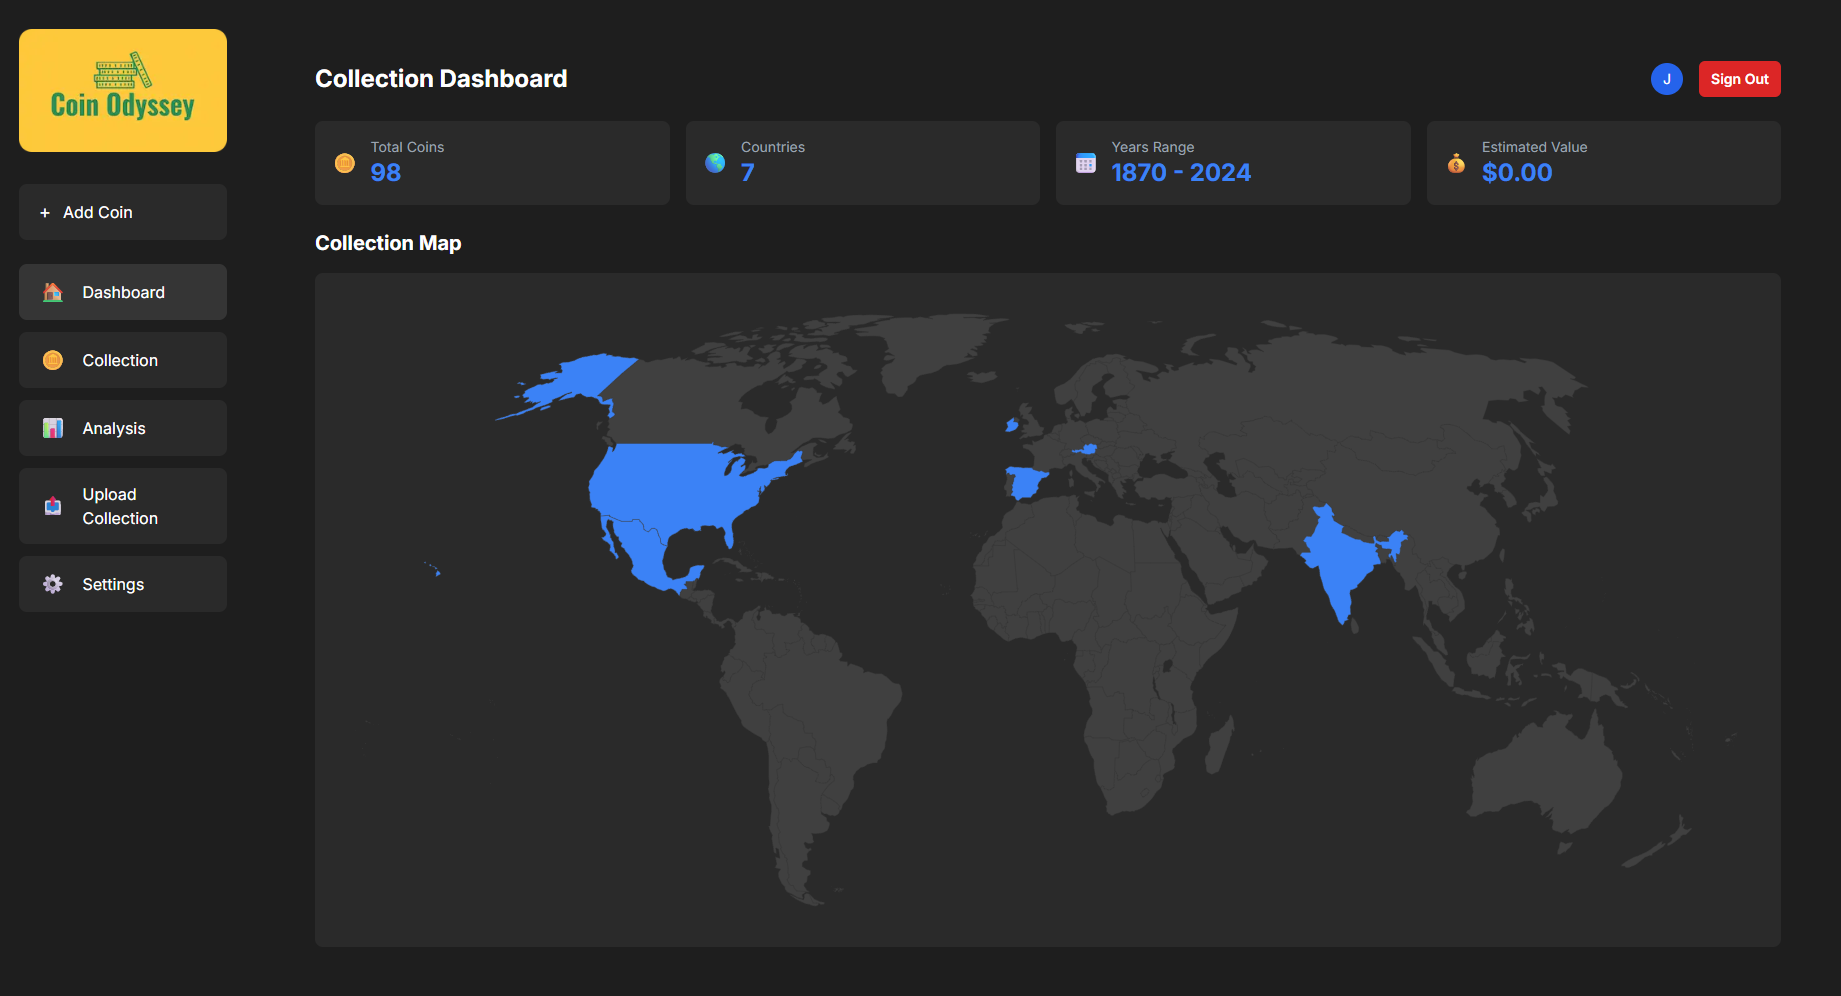 Coin Odyssey
+ Add Coin
Dashboard
Collection
Analysis
Upload
Collection
Settings
Collection Dashboard
J
Sign Out
Total Coins
98
Countries
7
Years Range
1870 - 2024
Estimated Value
$0.00
Collection Map